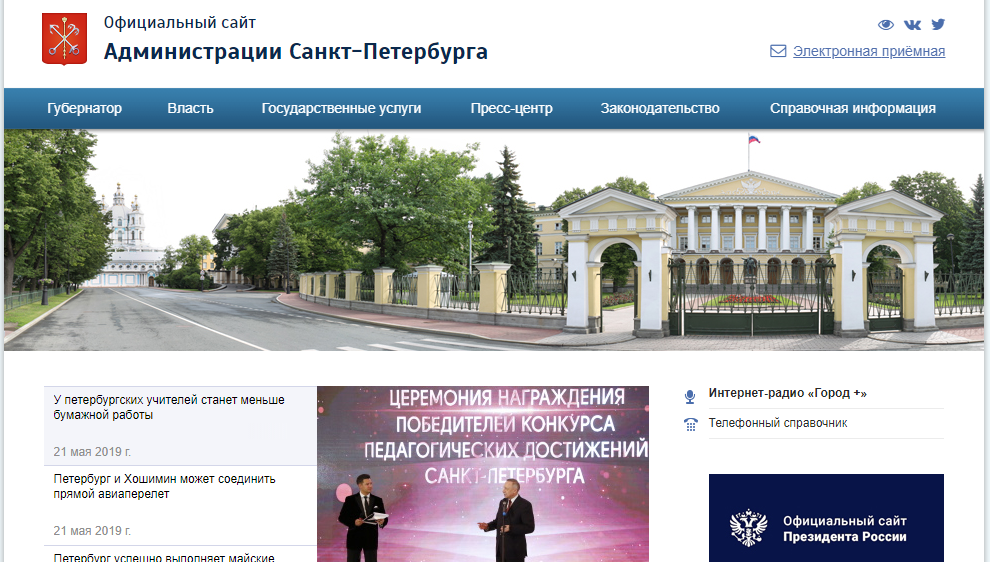 Официальный сайт
Администрации Санкт-Петербурга
Электронная приёмная
Губернатор Власть Государственные услуги Пресс-центр Законодательство Справочная информация
У петербургских учителей станет меньше
бумажной работы
21 мая 2019 г.
Петербург и Хошимин может соединить
прямой авиаперелет
21 мая 2019 г.
Петербург успешно выполняет майские
ЦЕРЕМОНИЯ НАГРАЖДЕНИЯ
ПОБЕДИТЕЛЕЙ КОНКУРСА
ПЕДАГОГИЧЕСКИХ ДОСТИЖЕНИЙ
САНКТ-ПЕТЕРБУРГА
Интернет-радио «Город +»
Телефонный справочник
Официальный сайт
Президента России